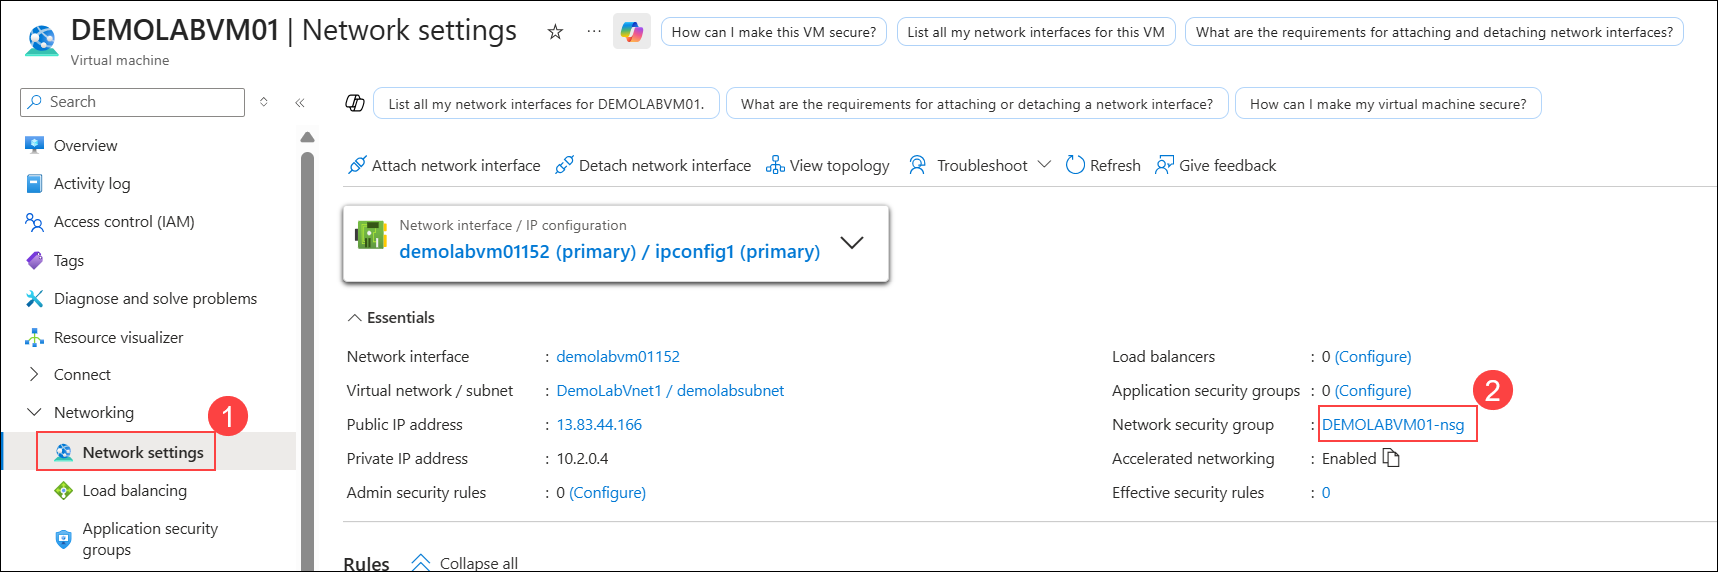 DEMOLABVM01 | Network settings
Virtual machine
How can I make this VM secure?
List all my network interfaces for this VM
What are the requirements for attaching and detaching network interfaces?
Search
Overview
Activity log
Access control (IAM)
Tags
Diagnose and solve problems
Resource visualizer
Connect
Networking
1
Network settings
Load balancing
Application security
groups
List all my network interfaces for DEMOLABVM01.
What are the requirements for attaching or detaching a network interface?
How can I make my virtual machine secure?
Attach network interface
Detach network interface
View topology
Troubleshoot
Refresh
Give feedback
Network interface / IP configuration
demolabvm01152 (primary) / ipconfig1 (primary)
Essentials
Network interface : demolabvm01152
Virtual network / subnet : DemoLabVnet1 / demolabsubnet
Public IP address : 13.83.44.166
Private IP address : 10.2.0.4
Admin security rules : 0 (Configure)
Load balancers : 0 (Configure)
Application security groups : 0 (Configure)
2
Network security group : DEMOLABVM01-nsg
Accelerated networking : Enabled
Effective security rules : 0
Rules
Collapse all